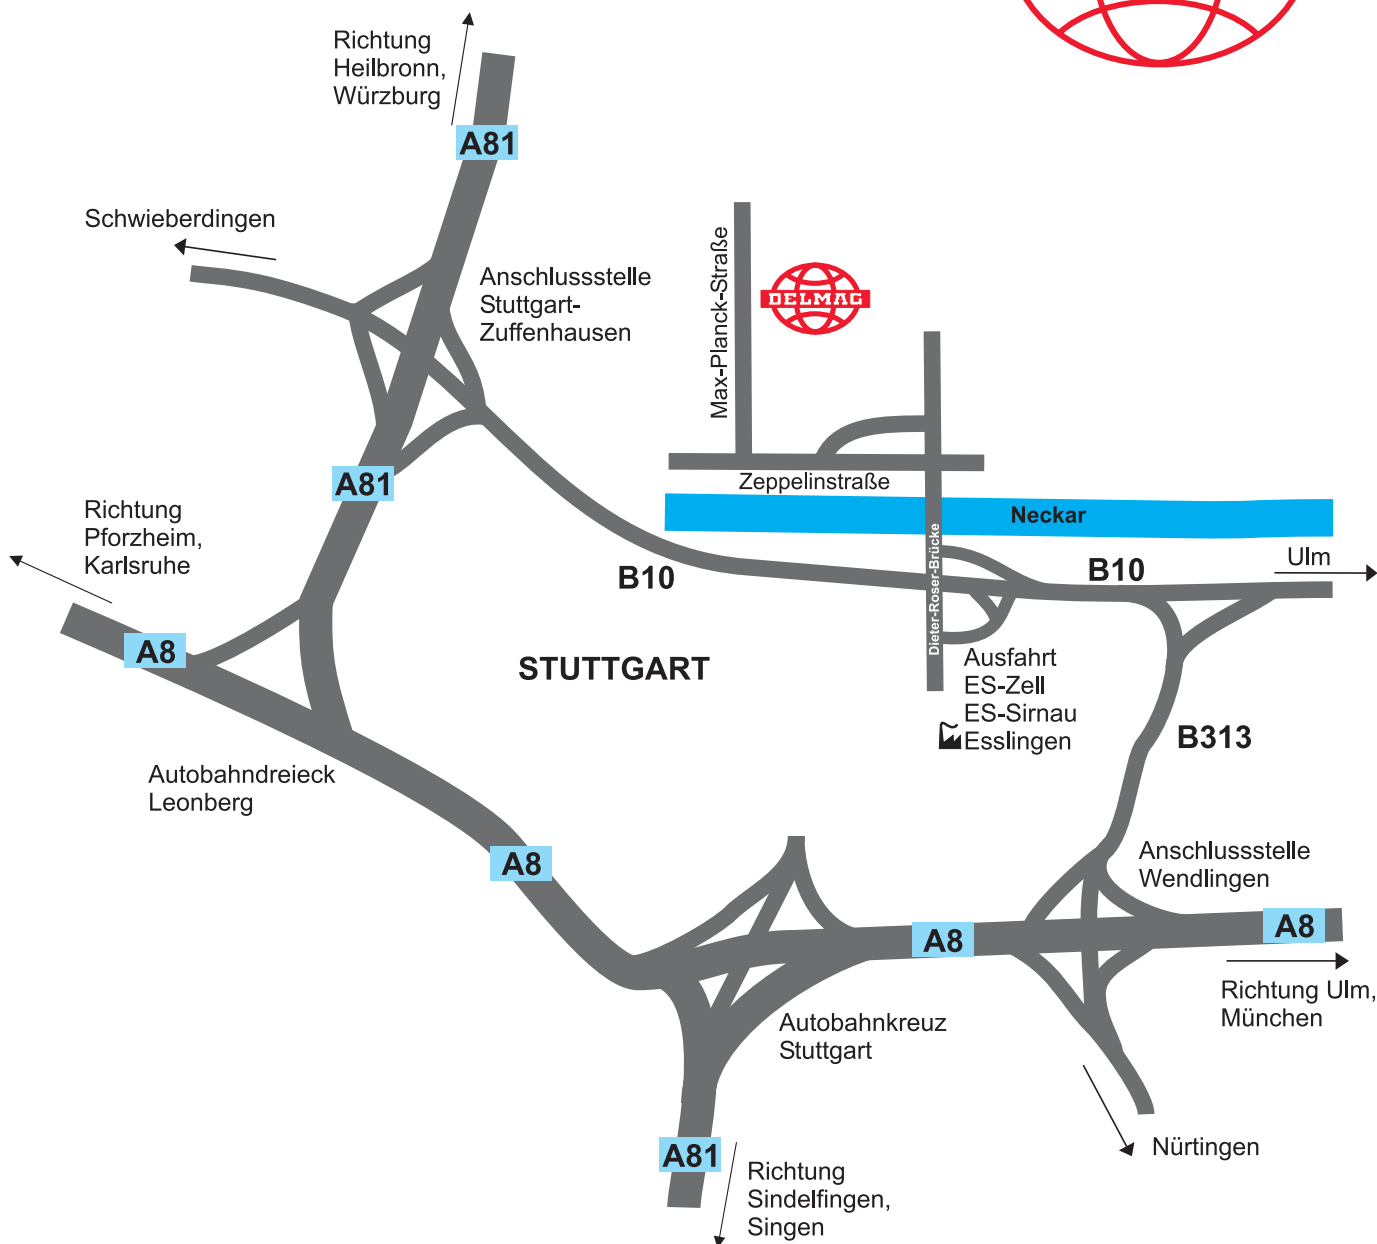 Richtung
Heilbronn,
Würzburg
A81
Schwieberdingen
Anschlussstelle
Stuttgart-
Zuffenhausen
Max-Planck-Straße
DELMAG
A81
Zeppelinstraße
Neckar
Richtung
Pforzheim,
Karlsruhe
B10
Dieter-Roser-Brücke
B10
Ulm
A8
STUTTGART
Ausfahrt
ES-Zell
ES-Sirnau
Esslingen
B313
Autobahndreieck
Leonberg
A8
Anschlussstelle
Wendlingen
A8
A8
Richtung Ulm,
München
Autobahnkreuz
Stuttgart
A81
Richtung
Sindelfingen,
Singen
Nürtingen